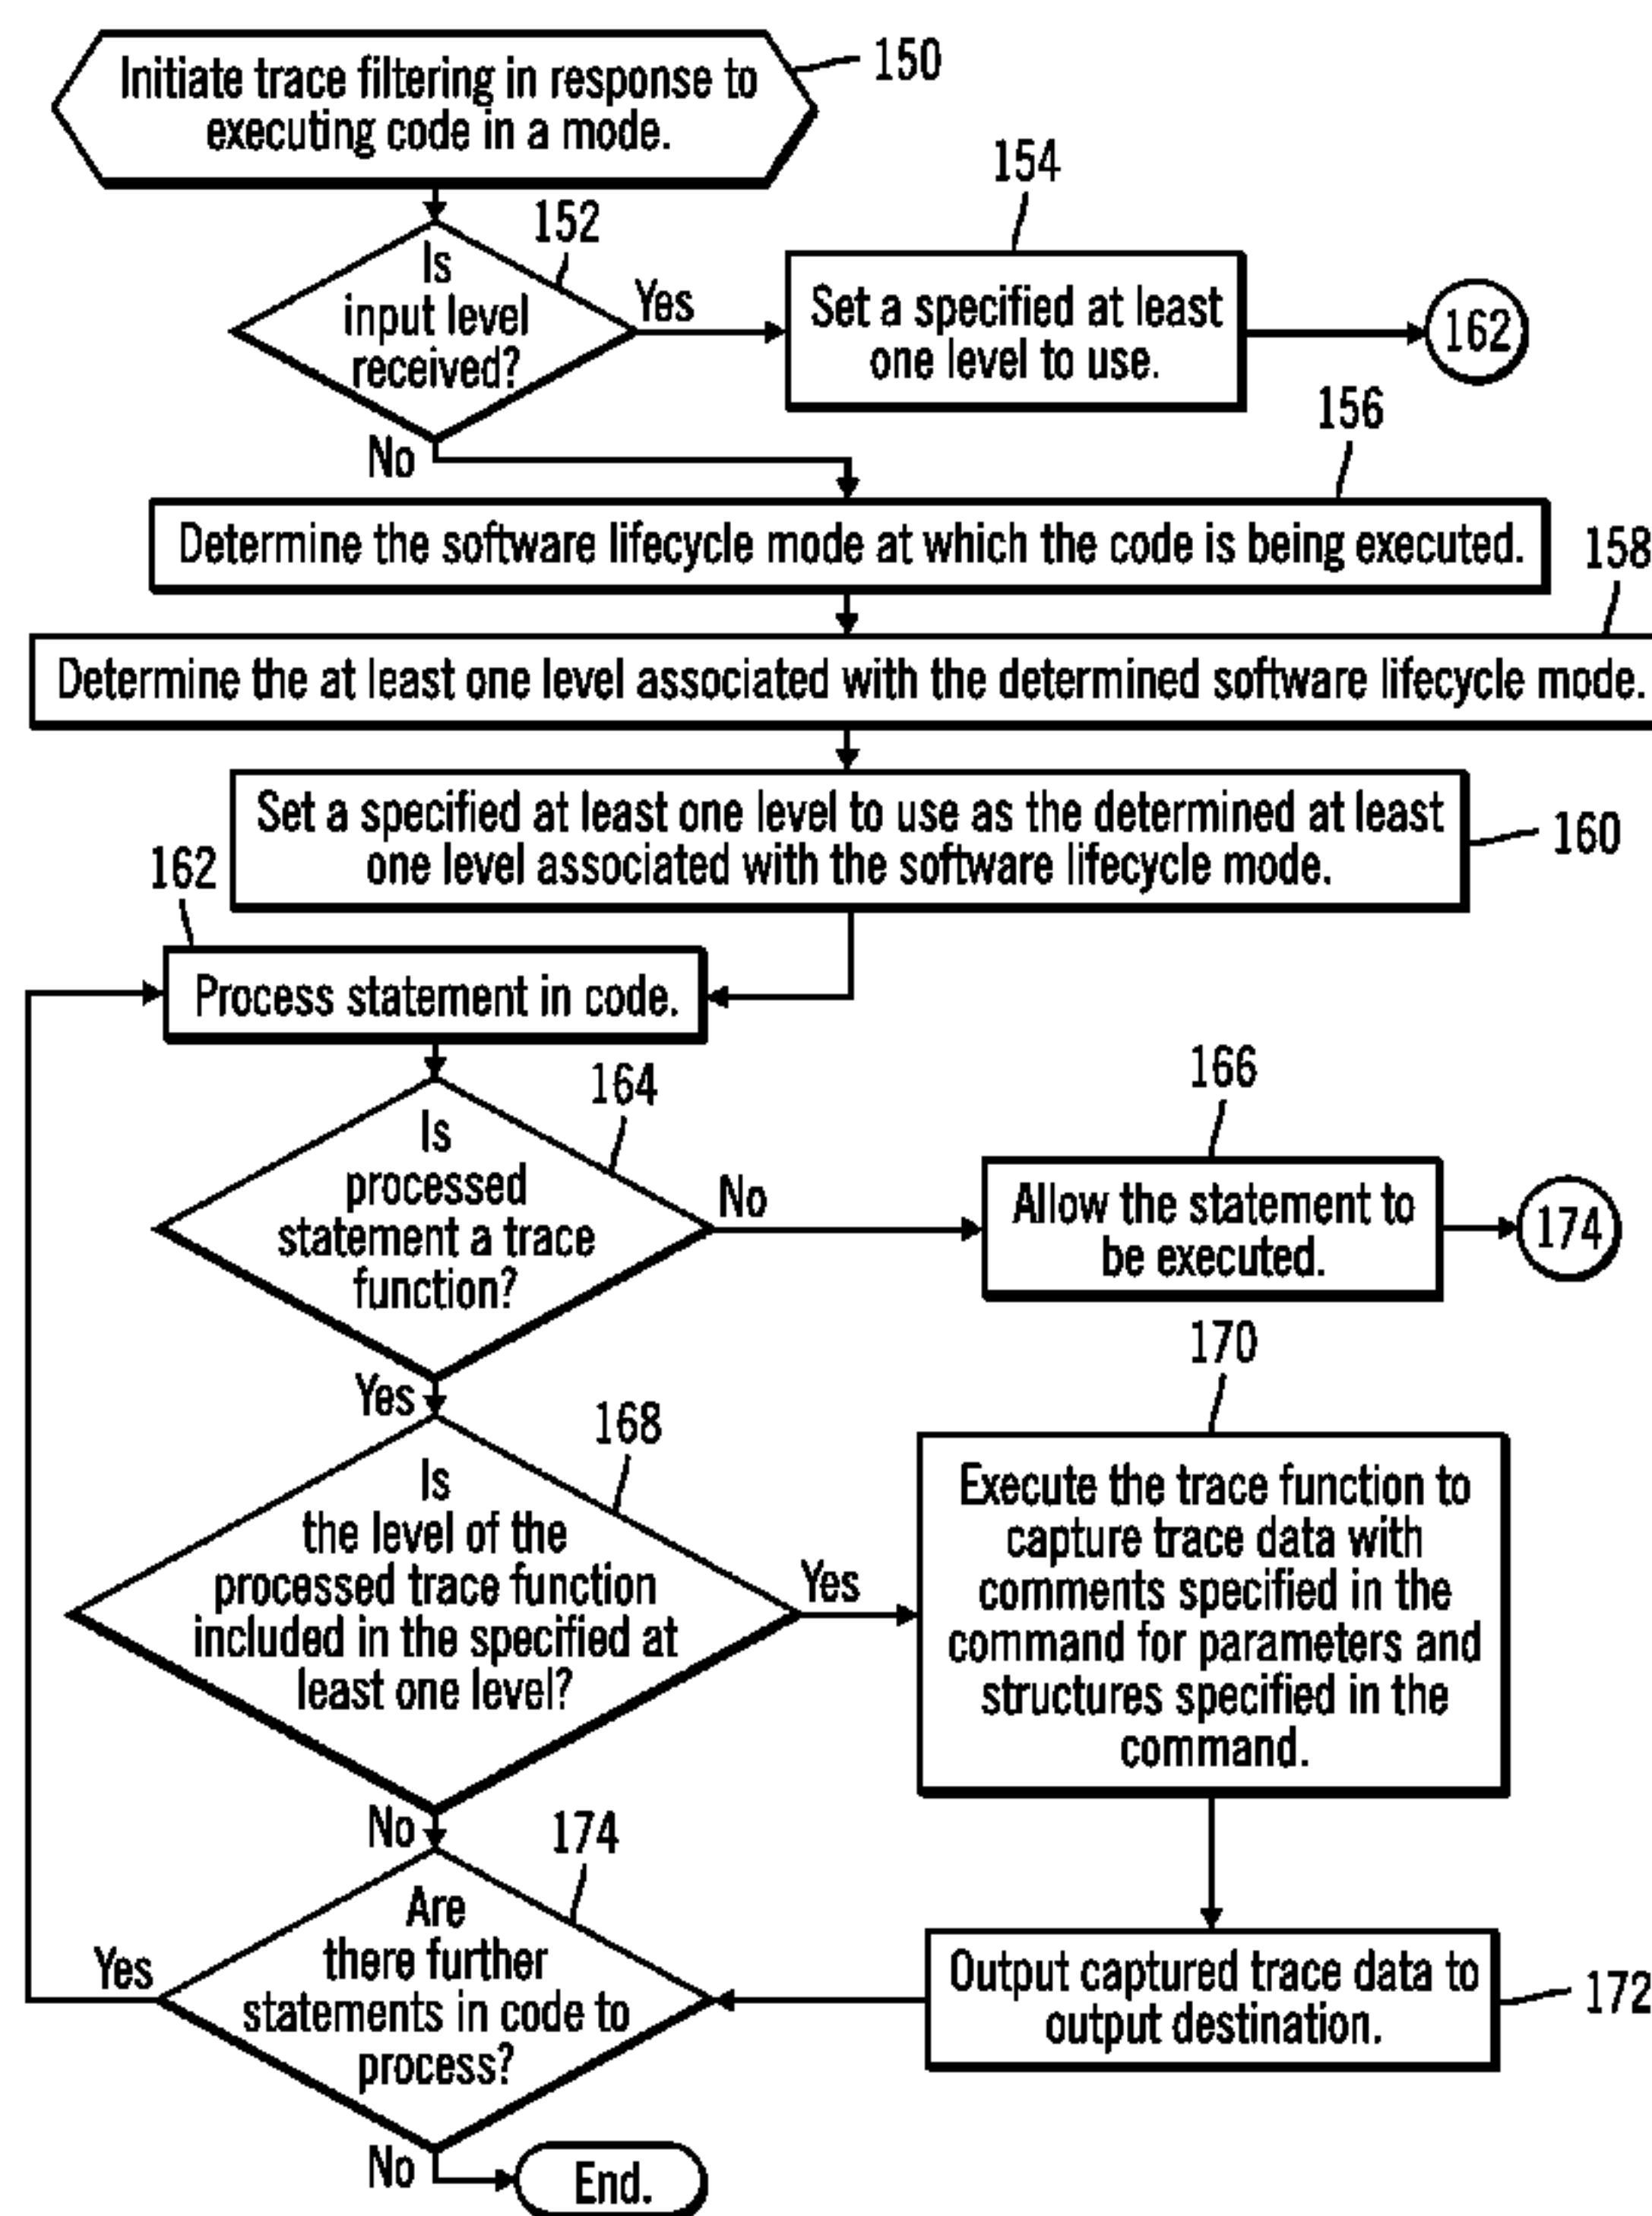 Initiate trace filtering in response to
executing code in a mode.
150
152
Is
input level
received?
Yes
154
Set a specified at least
one level to use.
162
No
156
Determine the software lifecycle mode at which the code is being executed.
158
Determine the at least one level associated with the determined software lifecycle mode.
Set a specified at least one level to use as the determined at least
one level associated with the software lifecycle mode.
160
162
Process statement in code.
164
Is
processed
statement a trace
function?
No
166
Allow the statement to
be executed.
174
Yes
168
Is
the level of the
processed trace function
included in the specified at
least one level?
Yes
170
Execute the trace function to
capture trace data with
comments specified in the
command for parameters and
structures specified in the
command.
No
174
Are
there further
statements in code to
process?
Yes
Output captured trace data to
output destination.
172
No
End.